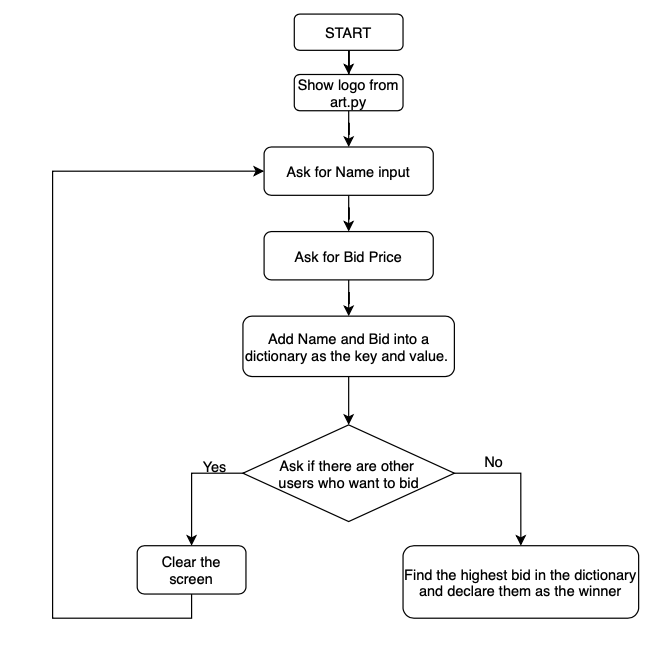 START
Show logo from
art.py
Ask for Name input
Ask for Bid Price
Add Name and Bid into a
dictionary as the key and value.
Ask if there are other
users who want to bid
Yes
No
Clear the
screen
Find the highest bid in the dictionary
and declare them as the winner